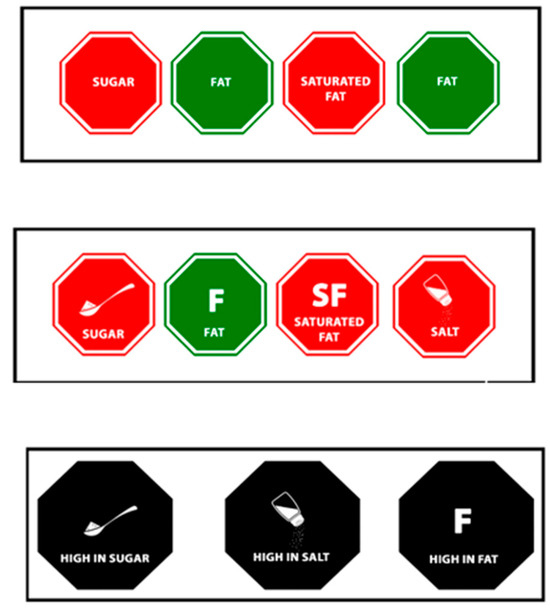 SUGAR
FAT
SATURATED
FAT
FAT
SUGAR
F
FAT
SF
SATURATED
FAT
SALT
HIGH IN SUGAR
HIGH IN SALT
F
HIGH IN FAT